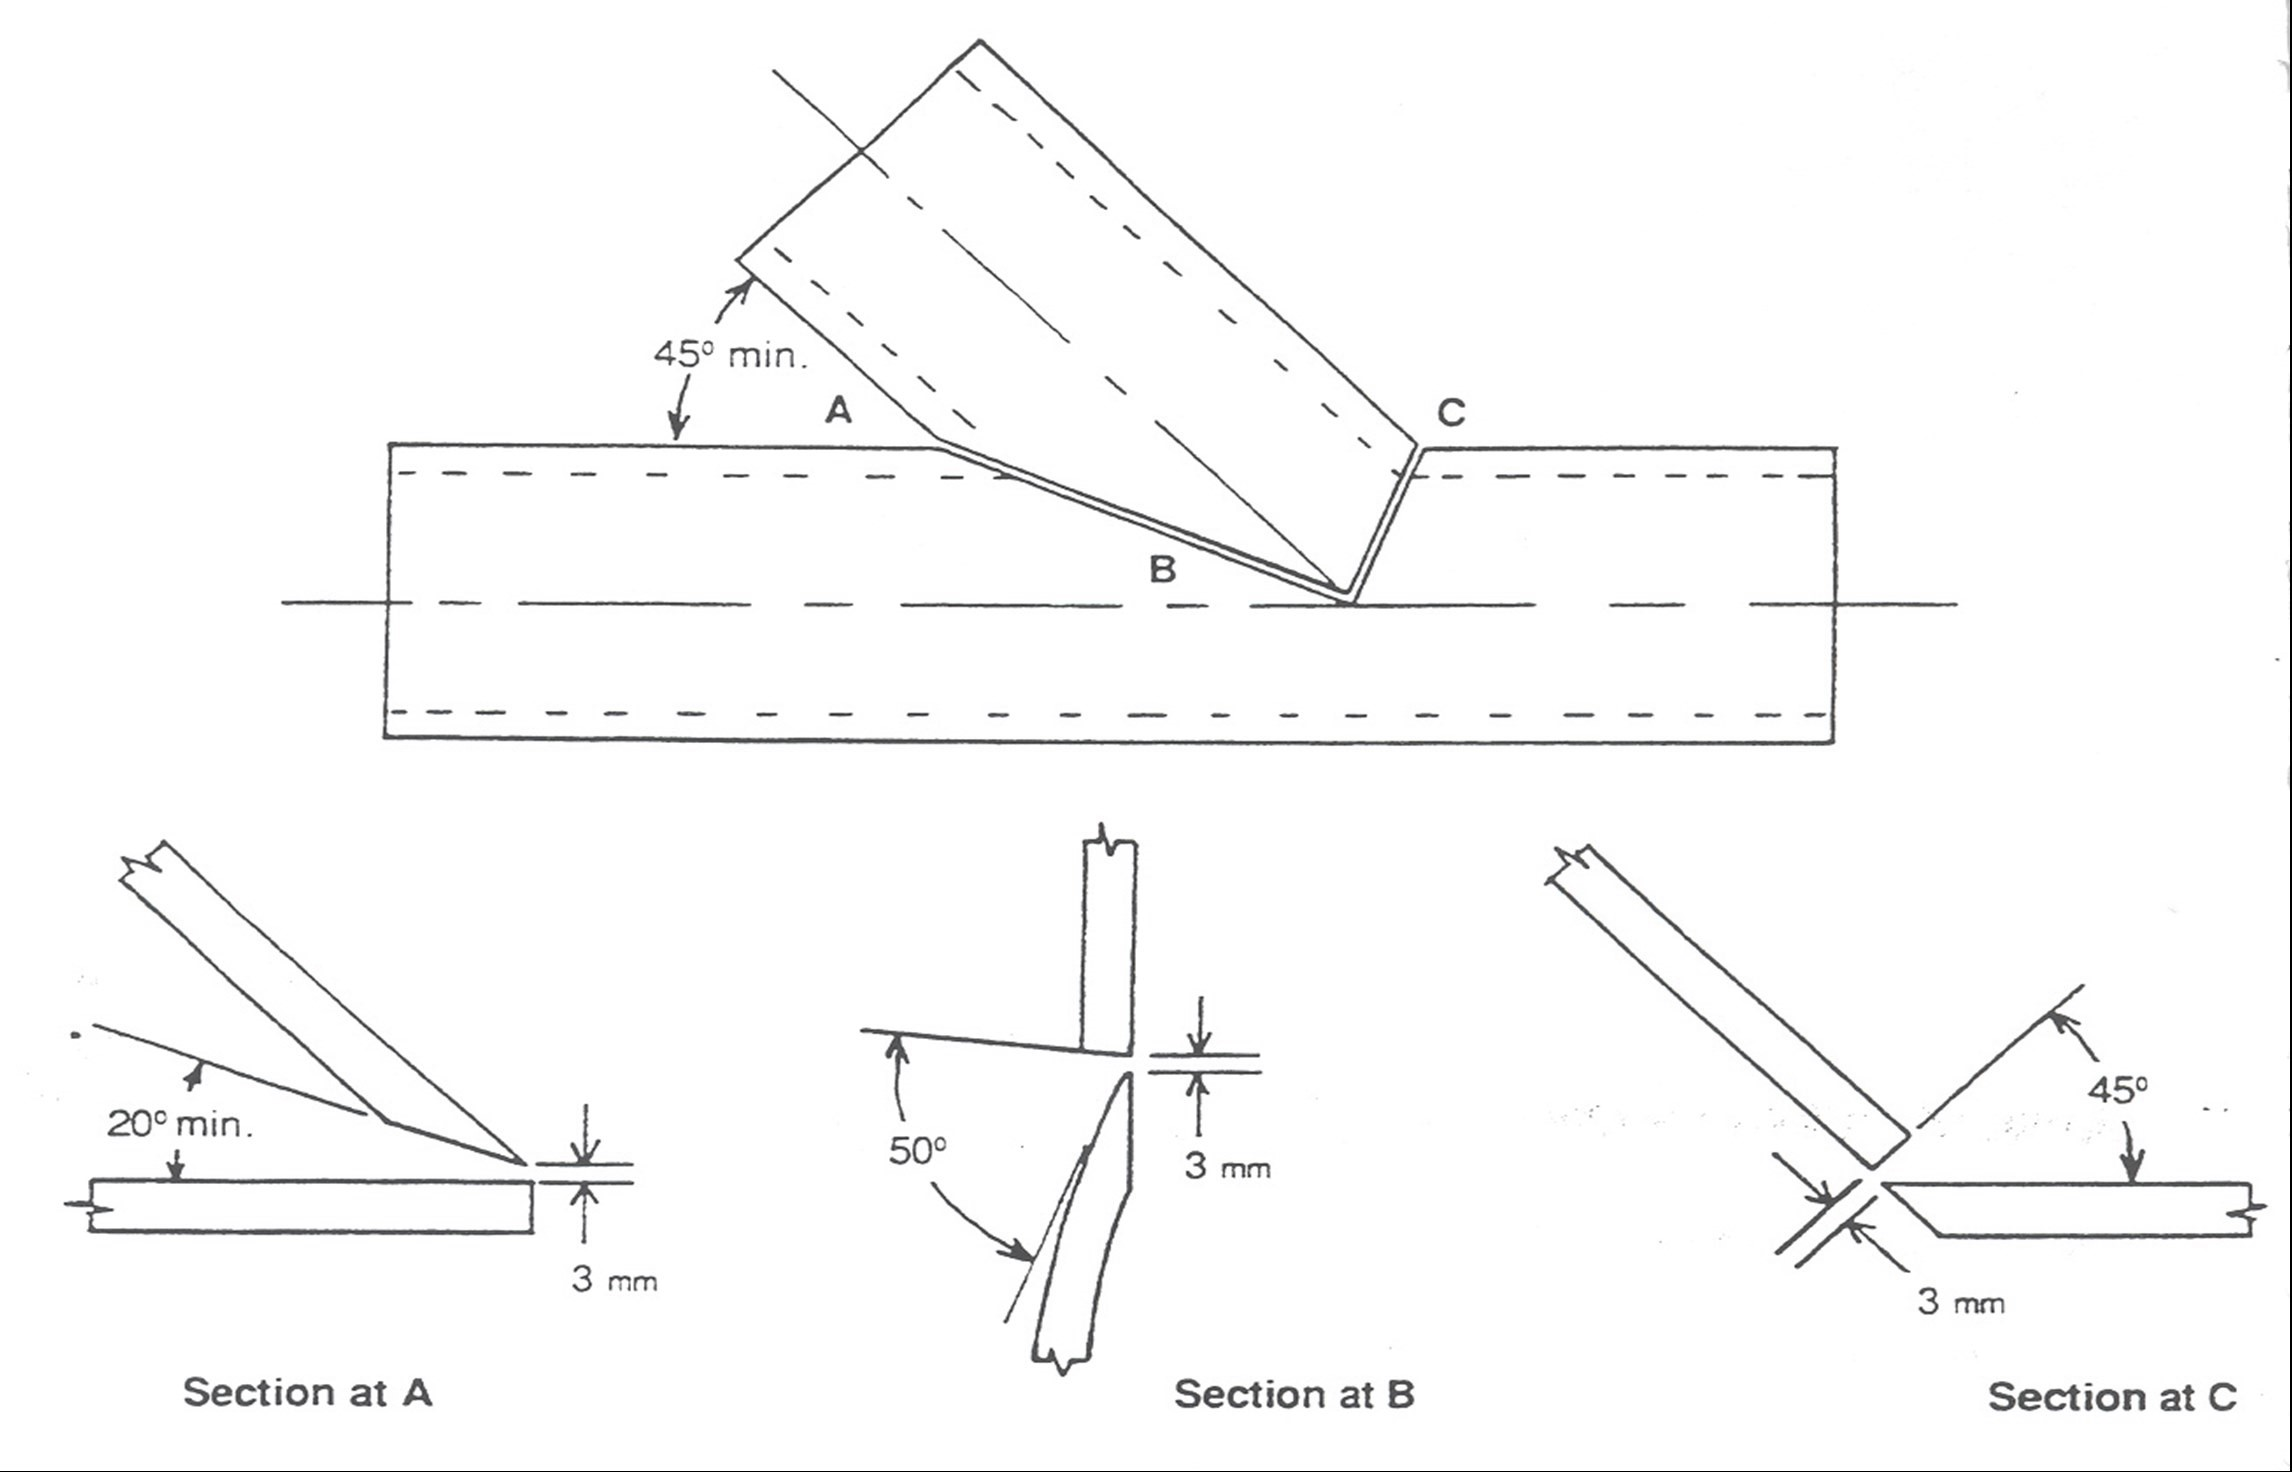 45° min.
A
C
B
20° min.
3 mm
50°
3 mm
45°
3 mm
Section at A
Section at B
Section at C